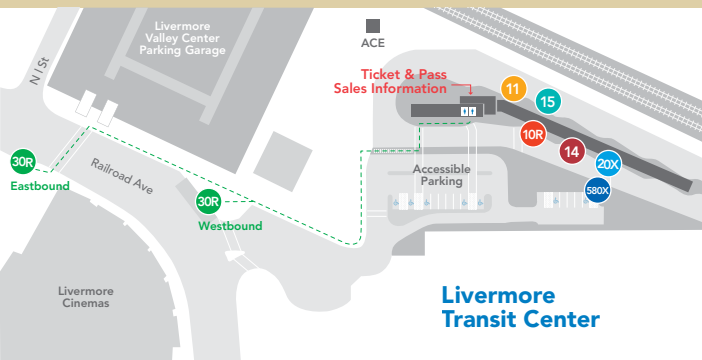 Livermore
Valley Center
Parking Garage
ACE
N I St
Ticket & Pass
Sales Information
11
15
10R
14
20X
580X
30R
Eastbound
Railroad Ave
30R
Westbound
Accessible
Parking
Livermore
Cinemas
Livermore
Transit Center